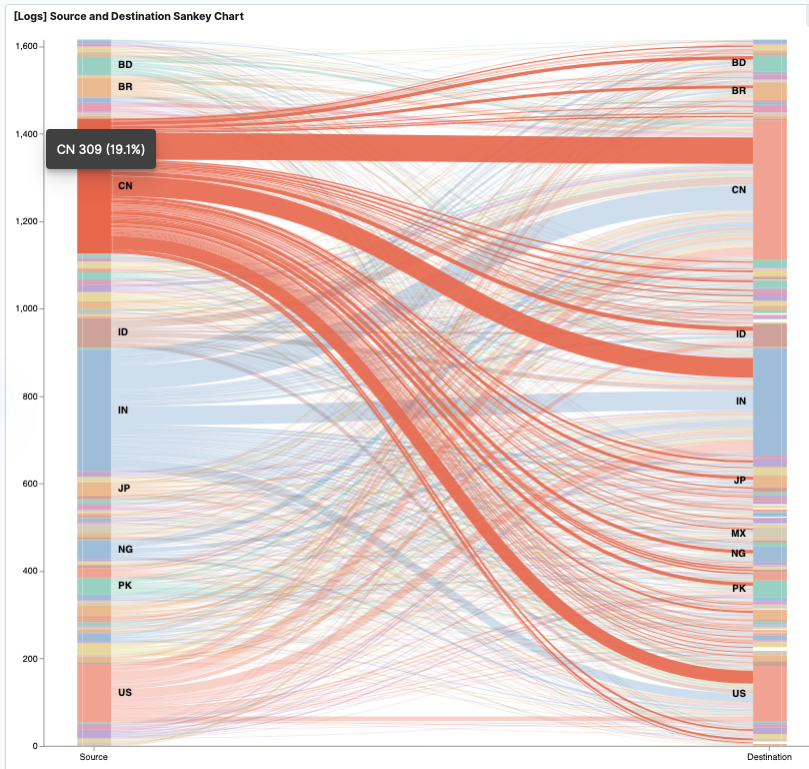 [Logs] Source and Destination Sankey Chart
1,600
1,400
1,200
1,000
800
600
400
200
0
BD
BR
CN 309 (19.1%)
CN
ID
IN
JP
NG
PK
US
BD
BR
CN
ID
IN
JP
MX
NG
PK
US
Source
Destination